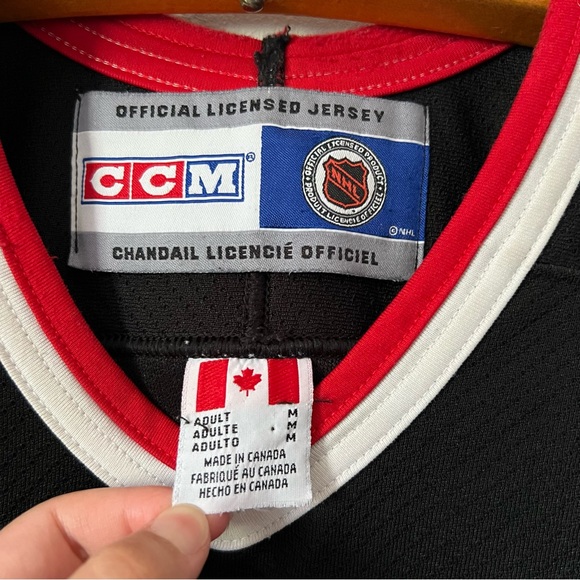 OFFICIAL LICENSED JERSEY
CCM®
OFFICIAL LICENSED PRODUCT
NHL
PRODUIT LICENCIÉ OFFICIEL
©NHL
CHANDAIL LICENCIÉ OFFICIEL
ADULT M
ADULTE M
ADULTO M
MADE IN CANADA
FABRIQUÉ AU CANADA
HECHO EN CANADA